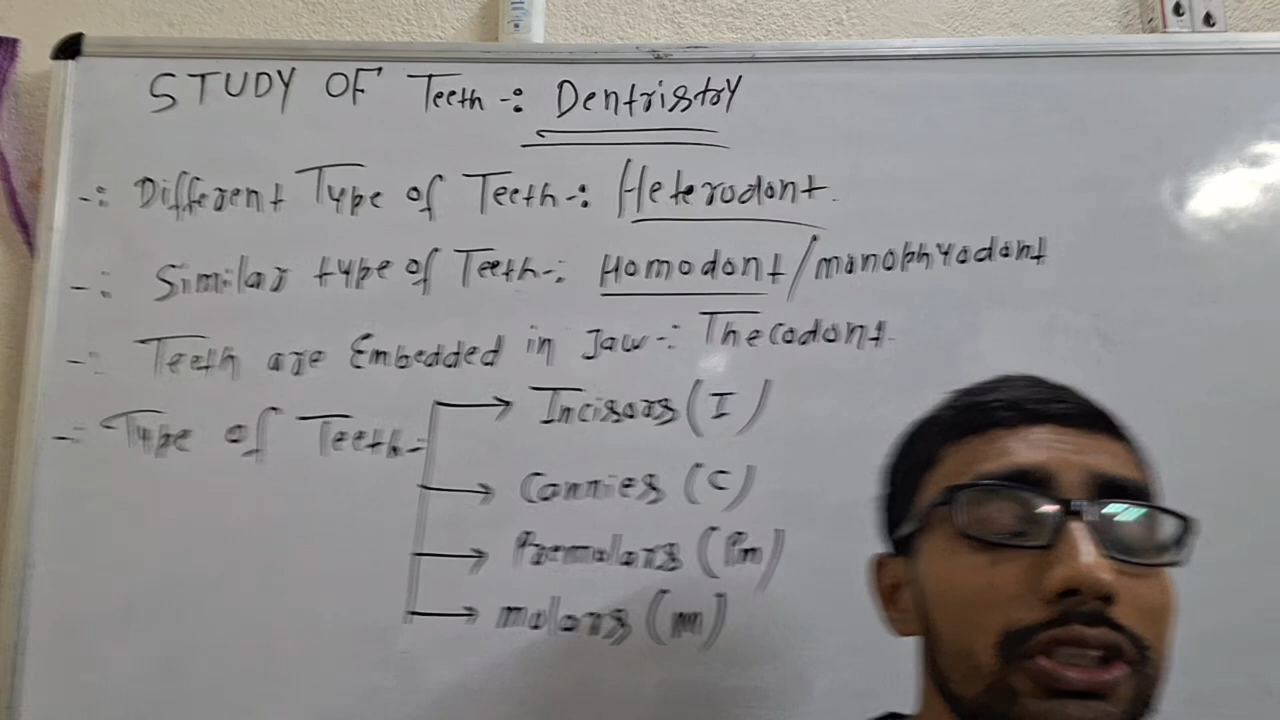 STUDY OF Teeth -: Dentristry
-: Different Type of Teeth-: Heterodont.
-: Similar type of Teeth-: Homodont/monophyodont
-: Teeth are Embedded in Jaw-: Thecodont.
-: Type of Teeth-
Incisors (I)
Connies (C)
Premolars (Pm)
molars (m)